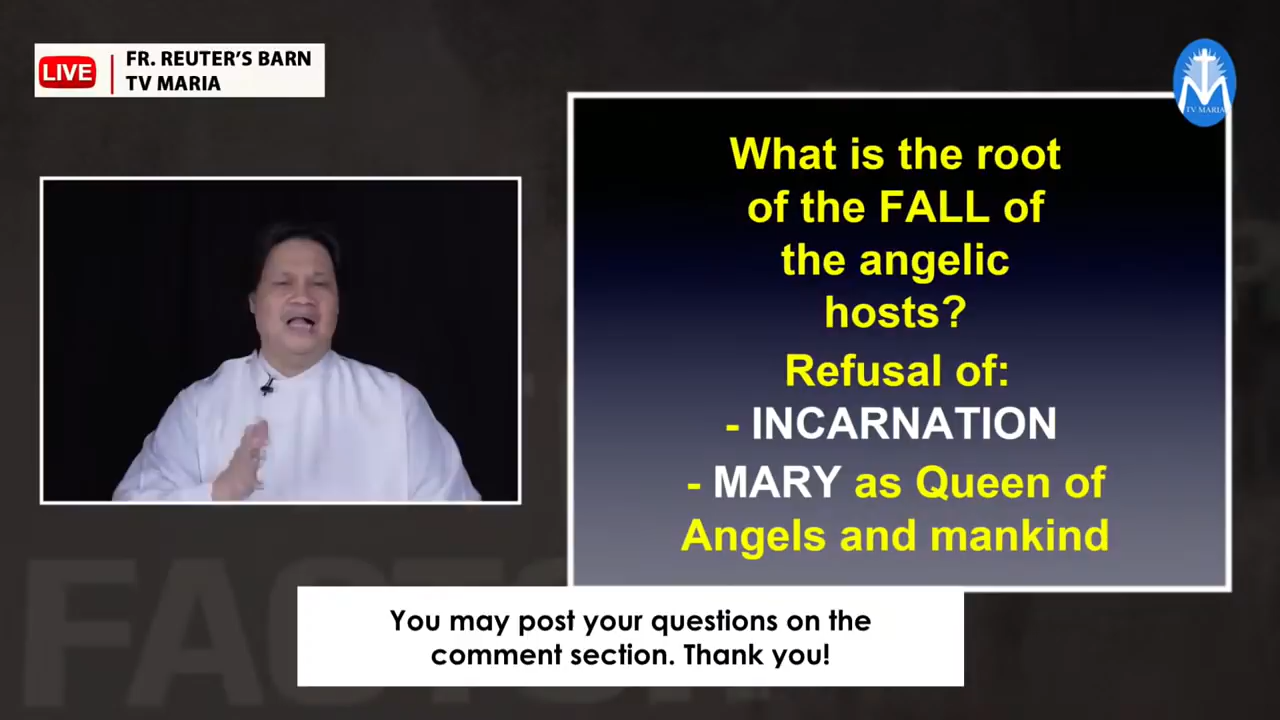 LIVE
FR. REUTER'S BARN
TV MARIA
TV MARIA
What is the root
of the FALL of
the angelic
hosts?
Refusal of:
- INCARNATION
- MARY as Queen of
Angels and mankind
You may post your questions on the
comment section. Thank you!